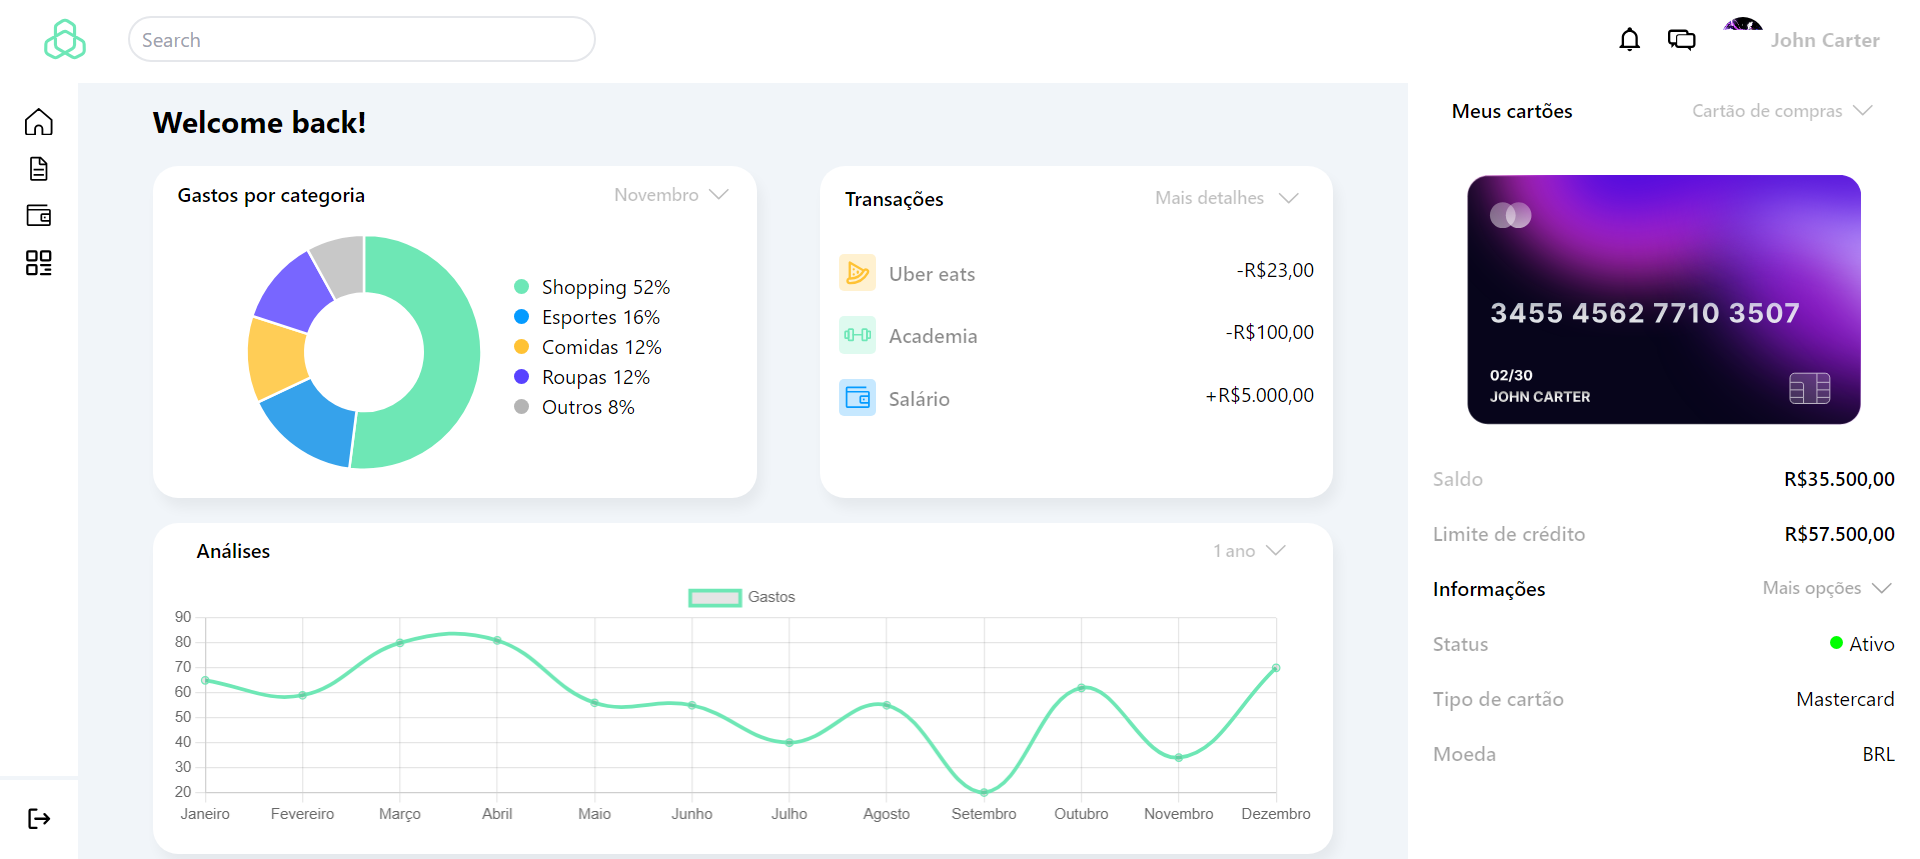 Search
John Carter
Welcome back!
Gastos por categoria
Novembro
Shopping 52%
Esportes 16%
Comidas 12%
Roupas 12%
Outros 8%
Transações
Mais detalhes
Uber eats
-R$23,00
Academia
-R$100,00
Salário
+R$5.000,00
Análises
1 ano
Gastos
90
80
70
60
50
40
30
20
Janeiro Fevereiro Março Abril Maio Junho Julho Agosto Setembro Outubro Novembro Dezembro
Meus cartões
Cartão de compras
3455 4562 7710 3507
02/30
JOHN CARTER
Saldo
R$35.500,00
Limite de crédito
R$57.500,00
Informações
Mais opções
Status
Ativo
Tipo de cartão
Mastercard
Moeda
BRL